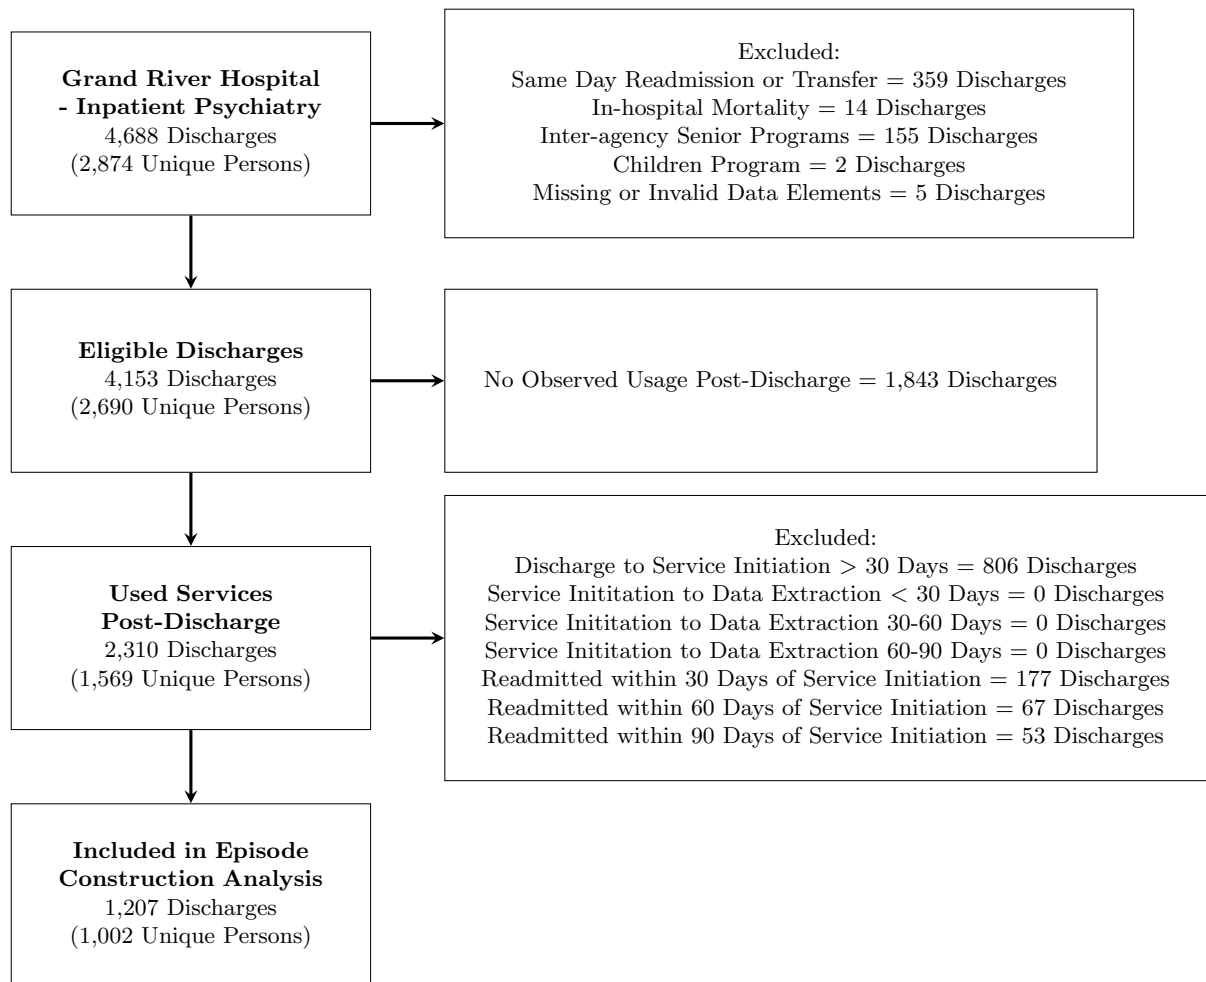 Grand River Hospital
- Inpatient Psychiatry
4,688 Discharges
(2,874 Unique Persons)
Excluded:
Same Day Readmission or Transfer = 359 Discharges
In-hospital Mortality = 14 Discharges
Inter-agency Senior Programs = 155 Discharges
Children Program = 2 Discharges
Missing or Invalid Data Elements = 5 Discharges
Eligible Discharges
4,153 Discharges
(2,690 Unique Persons)
No Observed Usage Post-Discharge = 1,843 Discharges
Used Services
Post-Discharge
2,310 Discharges
(1,569 Unique Persons)
Excluded:
Discharge to Service Initiation > 30 Days = 806 Discharges
Service Inititation to Data Extraction < 30 Days = 0 Discharges
Service Inititation to Data Extraction 30-60 Days = 0 Discharges
Service Inititation to Data Extraction 60-90 Days = 0 Discharges
Readmitted within 30 Days of Service Initiation = 177 Discharges
Readmitted within 60 Days of Service Initiation = 67 Discharges
Readmitted within 90 Days of Service Initiation = 53 Discharges
Included in Episode
Construction Analysis
1,207 Discharges
(1,002 Unique Persons)